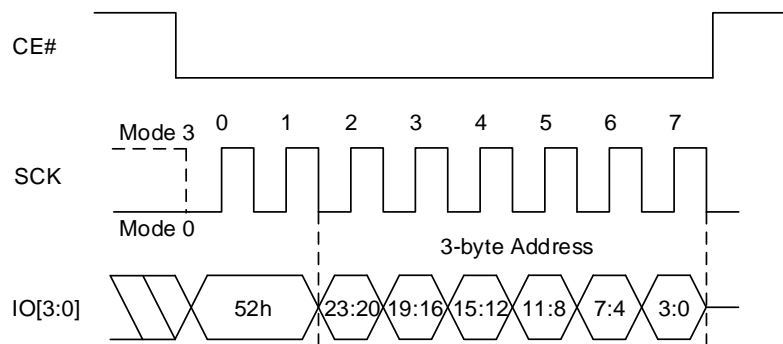 CE#
Mode 3 0 1 2 3 4 5 6 7
SCK
Mode 0
3-byte Address
IO[3:0] 52h 23:20 19:16 15:12 11:8 7:4 3:0